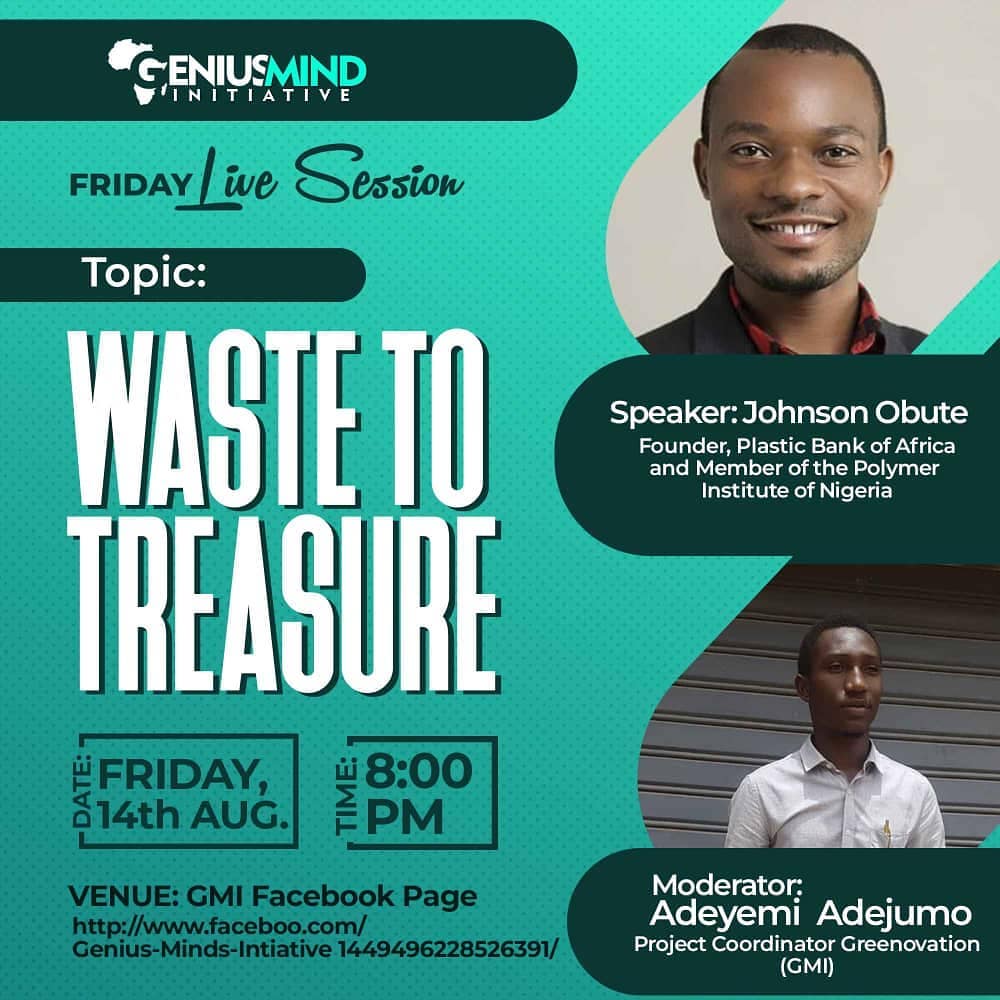 GENIUSMIND
INITIATIVE
FRIDAY Live Session
Topic:
WASTE TO
TREASURE
DATE:
FRIDAY,
14th AUG.
TIME:
8:00
PM
VENUE: GMI Facebook Page
http://www.faceboo.com/
Genius-Minds-Intiative 1449496228526391/
Speaker: Johnson Obute
Founder, Plastic Bank of Africa
and Member of the Polymer
Institute of Nigeria
Moderator:
Adeyemi Adejumo
Project Coordinator Greenovation
(GMI)